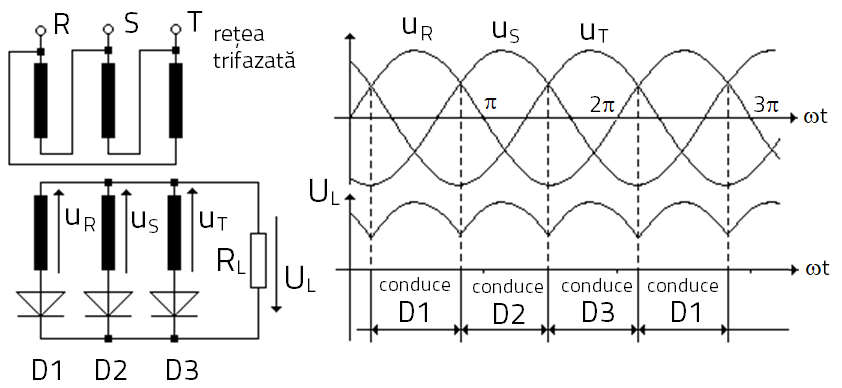 R S T rețea
trifazată
uR uS uT
π 2π 3π
ωt
UL
uR uS uT
RL UL
ωt
conduce conduce conduce conduce
D1 D2 D3 D1
D1 D2 D3